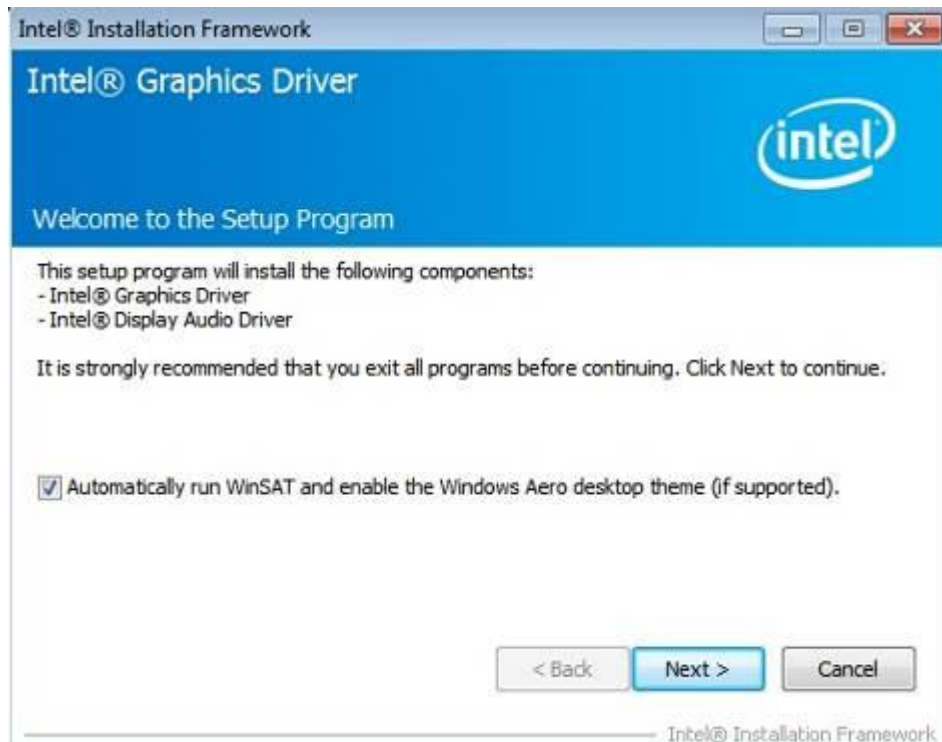 Intel® Installation Framework
Intel® Graphics Driver
intel
Welcome to the Setup Program
This setup program will install the following components:
- Intel® Graphics Driver
- Intel® Display Audio Driver
It is strongly recommended that you exit all programs before continuing. Click Next to continue.
Automatically run WinSAT and enable the Windows Aero desktop theme (if supported).
< Back Next > Cancel
Intel® Installation Framework